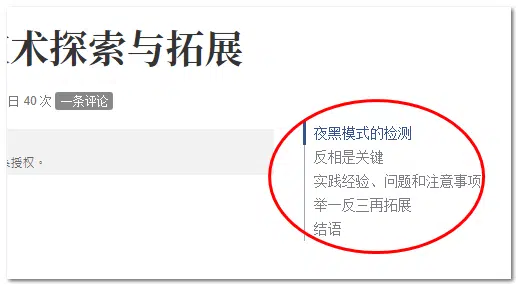 术探索与拓展
日 40 次 一条评论
授权。
夜黑模式的检测
反相是关键
实践经验、问题和注意事项
举一反三再拓展
结语